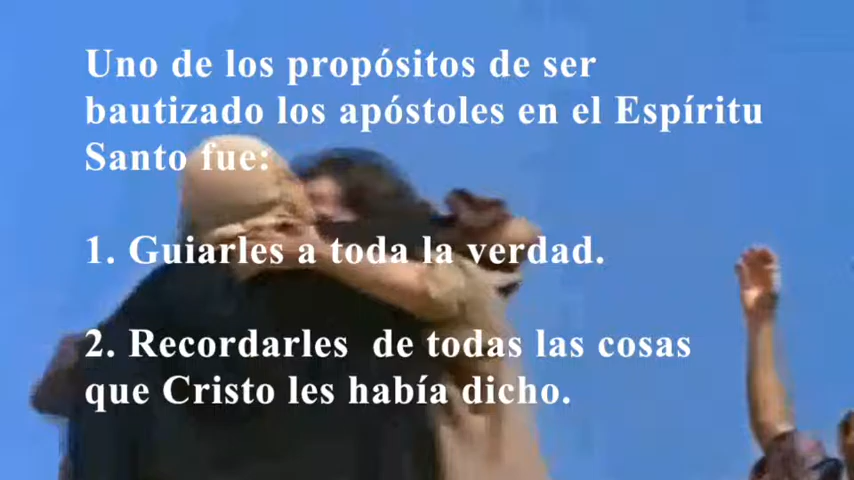 Uno de los propósitos de ser
bautizado los apóstoles en el Espíritu
Santo fue:
1. Guiarles a toda la verdad.
2. Recordarles de todas las cosas
que Cristo les había dicho.